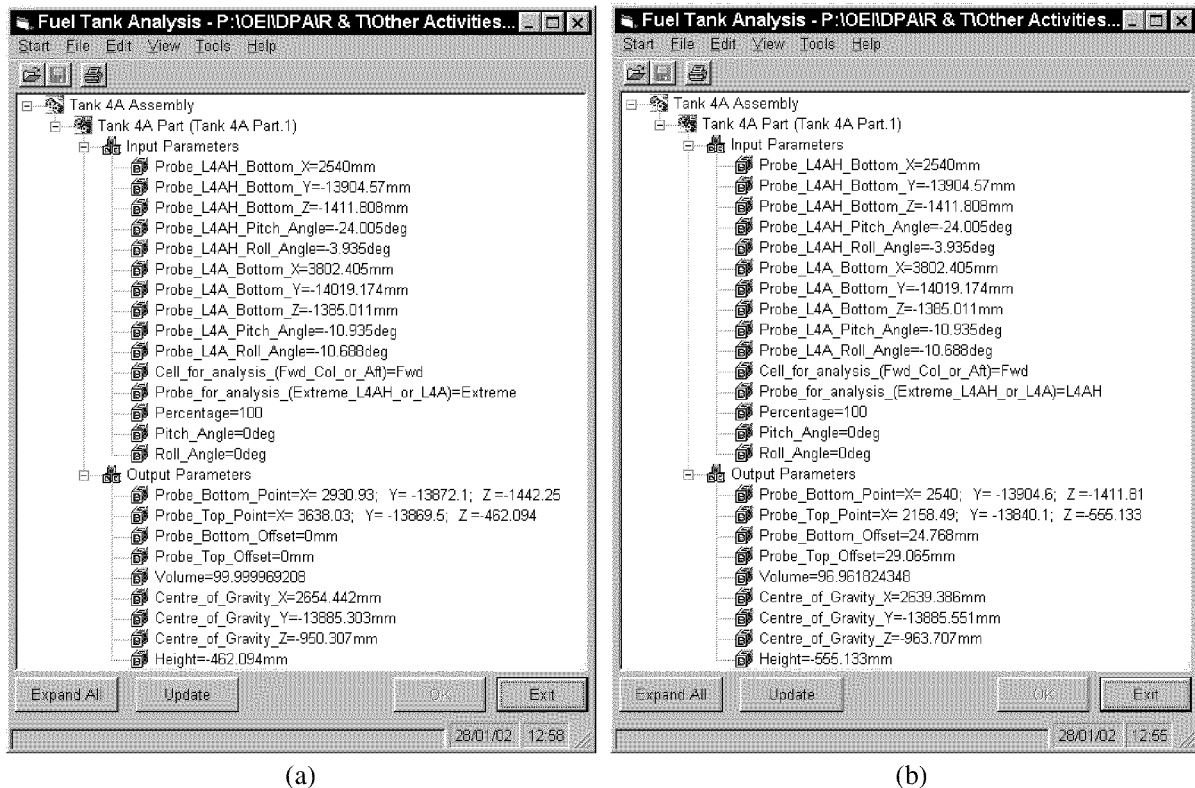 Fuel Tank Analysis - P:\OEI\DPA\R & T\Other Activities...
Start File Edit View Tools Help
Tank 4A Assembly
Tank 4A Part (Tank 4A Part.1)
Input Parameters
Probe_L4AH_Bottom_X=2540mm
Probe_L4AH_Bottom_Y=-13904.57mm
Probe_L4AH_Bottom_Z=-1411.808mm
Probe_L4AH_Pitch_Angle=-24.005deg
Probe_L4AH_Roll_Angle=-3.935deg
Probe_L4A_Bottom_X=3802.405mm
Probe_L4A_Bottom_Y=-14019.174mm
Probe_L4A_Bottom_Z=-1385.011mm
Probe_L4A_Pitch_Angle=-10.935deg
Probe_L4A_Roll_Angle=-10.688deg
Cell_for_analysis_(Fwd_Col_or_Aft)=Fwd
Probe_for_analysis_(Extreme_L4AH_or_L4A)=Extreme
Percentage=100
Pitch_Angle=0deg
Roll_Angle=0deg
Output Parameters
Probe_Bottom_Point=X= 2930.93; Y= -13872.1; Z =-1442.25
Probe_Top_Point=X= 3638.03; Y= -13869.5; Z =-462.094
Probe_Bottom_Offset=0mm
Probe_Top_Offset=0mm
Volume=99.999969208
Centre_of_Gravity_X=2654.442mm
Centre_of_Gravity_Y=-13885.303mm
Centre_of_Gravity_Z=-950.307mm
Height=-462.094mm
Expand All Update OK Exit
28/01/02 12:58
(a)
Fuel Tank Analysis - P:\OEI\DPA\R & T\Other Activities...
Start File Edit View Tools Help
Tank 4A Assembly
Tank 4A Part (Tank 4A Part.1)
Input Parameters
Probe_L4AH_Bottom_X=2540mm
Probe_L4AH_Bottom_Y=-13904.57mm
Probe_L4AH_Bottom_Z=-1411.808mm
Probe_L4AH_Pitch_Angle=-24.005deg
Probe_L4AH_Roll_Angle=-3.935deg
Probe_L4A_Bottom_X=3802.405mm
Probe_L4A_Bottom_Y=-14019.174mm
Probe_L4A_Bottom_Z=-1385.011mm
Probe_L4A_Pitch_Angle=-10.935deg
Probe_L4A_Roll_Angle=-10.688deg
Cell_for_analysis_(Fwd_Col_or_Aft)=Fwd
Probe_for_analysis_(Extreme_L4AH_or_L4A)=L4AH
Percentage=100
Pitch_Angle=0deg
Roll_Angle=0deg
Output Parameters
Probe_Bottom_Point=X= 2540; Y= -13904.6; Z =-1411.81
Probe_Top_Point=X= 2158.49; Y= -13840.1; Z =-555.133
Probe_Bottom_Offset=24.768mm
Probe_Top_Offset=29.065mm
Volume=96.961824348
Centre_of_Gravity_X=2639.386mm
Centre_of_Gravity_Y=-13885.551mm
Centre_of_Gravity_Z=-963.707mm
Height=-555.133mm
Expand All Update OK Exit
28/01/02 12:55
(b)